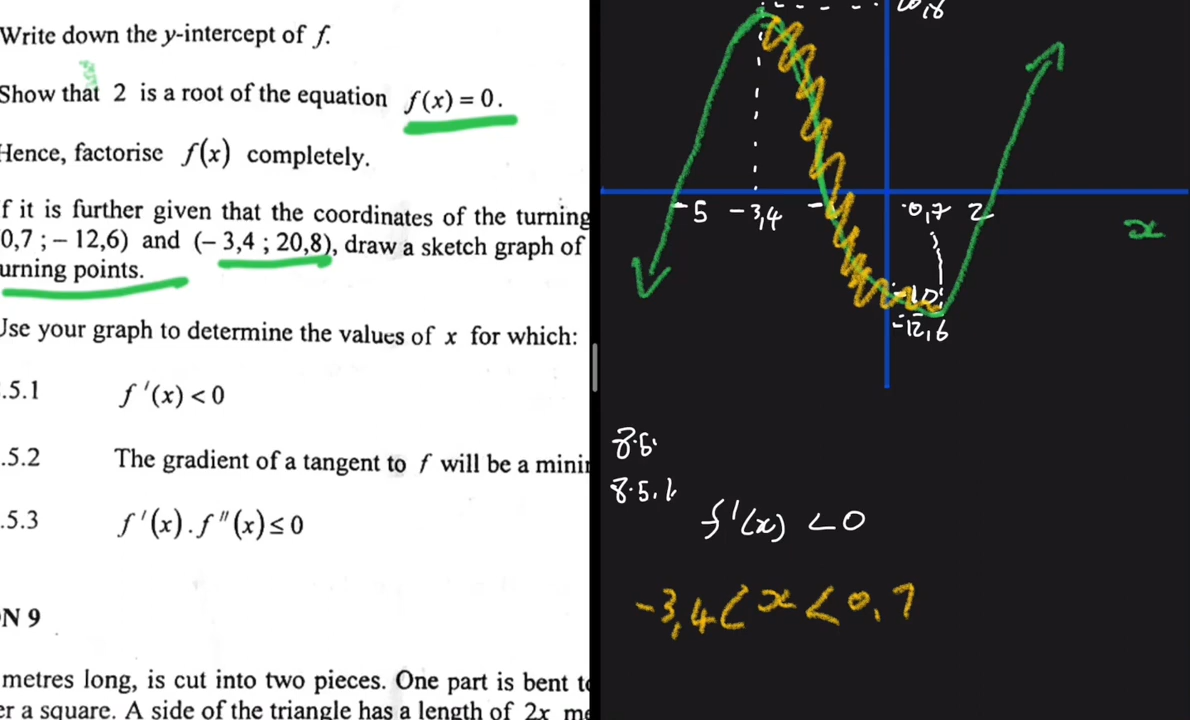 Write down the y-intercept of f.
Show that 2 is a root of the equation f(x) = 0.
Hence, factorise f(x) completely.
f it is further given that the coordinates of the turning
0,7 ; – 12,6) and (– 3,4 ; 20,8), draw a sketch graph of
urning points.
Use your graph to determine the values of x for which:
.5.1 f '(x) < 0
.5.2 The gradient of a tangent to f will be a mini
.5.3 f '(x) . f "(x) ≤ 0
N 9
metres long, is cut into two pieces. One part is bent to
er a square. A side of the triangle has a length of 2x me
-5
-3,4
0,7
2
x
-10
-12,6
8.5.1
f'(x) < 0
-3,4 < x < 0,7